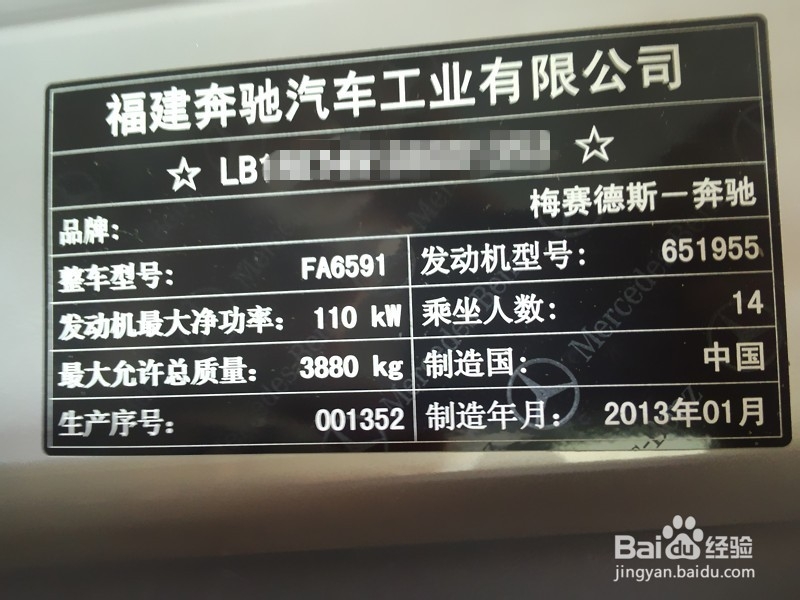 福建奔驰汽车工业有限公司
☆ LB1 ☆
品牌: 梅赛德斯一奔驰
整车型号: FA6591 发动机型号: 651955
发动机最大净功率: 110 kW 乘坐人数: 14
最大允许总质量: 3880 kg 制造国: 中国
生产序号: 001352 制造年月: 2013年01月
Mercedes-Benz
Baidu经验
jingyan.baidu.com